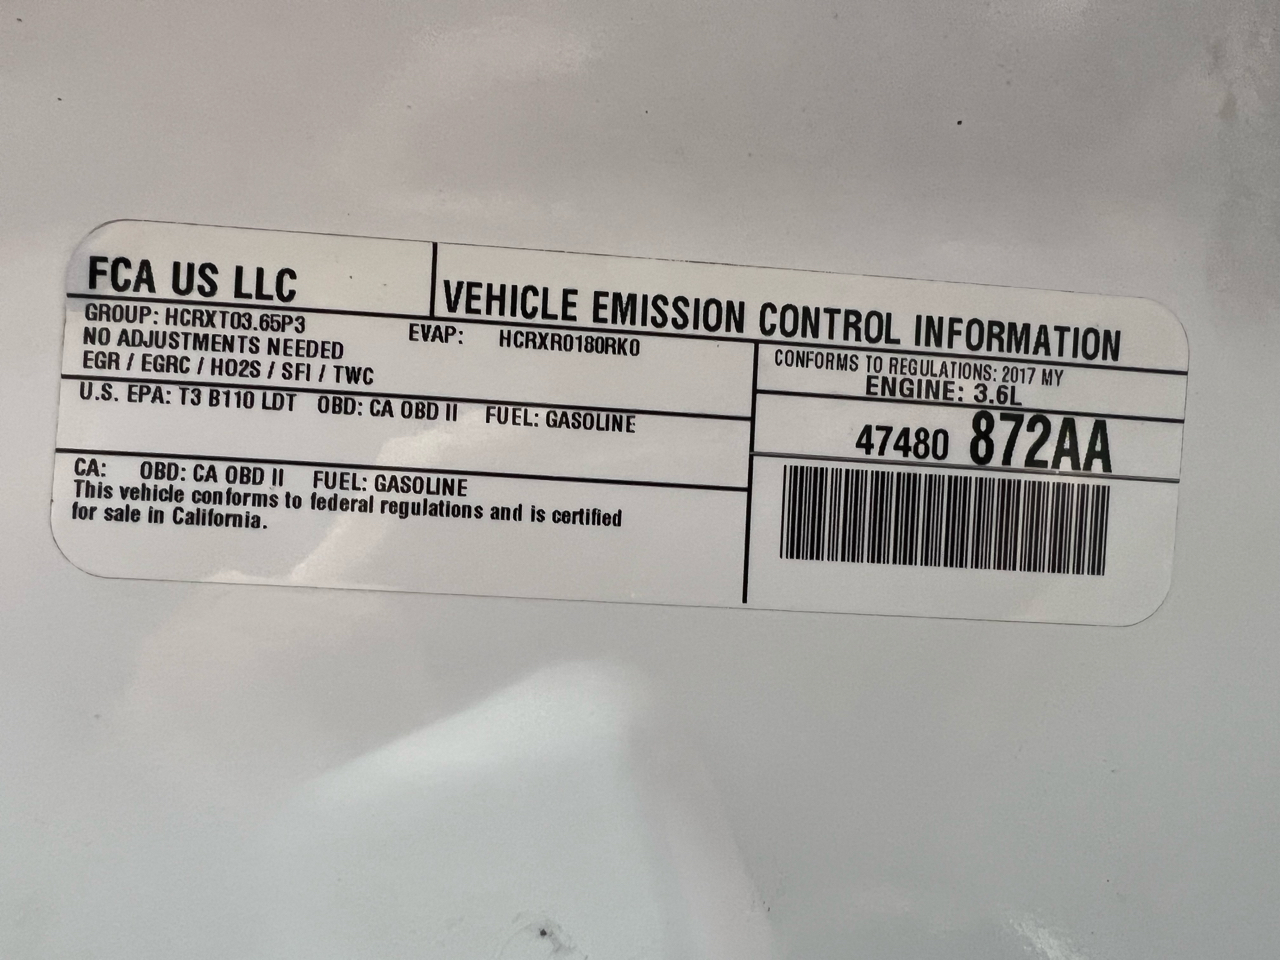 FCA US LLC
VEHICLE EMISSION CONTROL INFORMATION
GROUP: HCRXT03.65P3 EVAP: HCRXR0180RK0
NO ADJUSTMENTS NEEDED
EGR / EGRC / HO2S / SFI / TWC
CONFORMS TO REGULATIONS: 2017 MY
ENGINE: 3.6L
U.S. EPA: T3 B110 LDT OBD: CA OBD II FUEL: GASOLINE
47480 872AA
CA: OBD: CA OBD II FUEL: GASOLINE
This vehicle conforms to federal regulations and is certified
for sale in California.